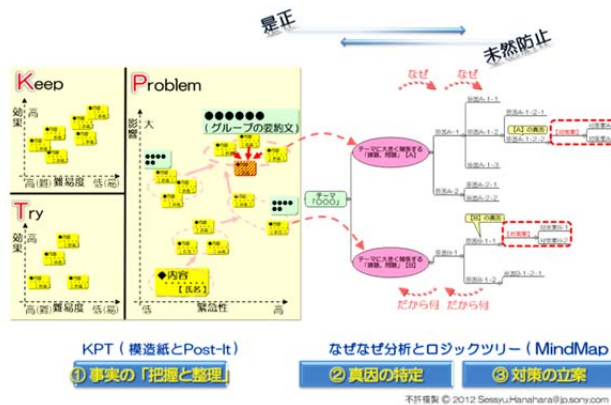 是正
未然防止
Keep
効果
高
高(難) 難易度 低(易)
Try
効果
高
高(難) 難易度 低(易)
Problem
大
●●●●●●
(グループの要約文)
◆内容
【氏名】
低 緊急性 高
なぜ なぜ
テーマ
「○○○」
テーマに大きく関係する
「課題、問題」【A】
テーマに大きく関係する
「課題、問題」【B】
原因A-1
原因A-2
原因A-1-1
原因A-1-2
原因A-1-3
原因A-2-1
原因A-2-2
原因A-1-2-1
【A】の真因
原因A-1-2-2
【対策案】
原因B-1
【B】の真因
原因B-1-1
原因B-1-2
【対策案】
対策案B-1
対策案B-2
だから何 だから何
KPT ( 模造紙とPost-It)
なぜなぜ分析とロジックツリー ( MindMap
① 事実の「把握と整理」
② 真因の特定
③ 対策の立案
不許複製 © 2012 Sessyu.Hanahara@jp.sony.com